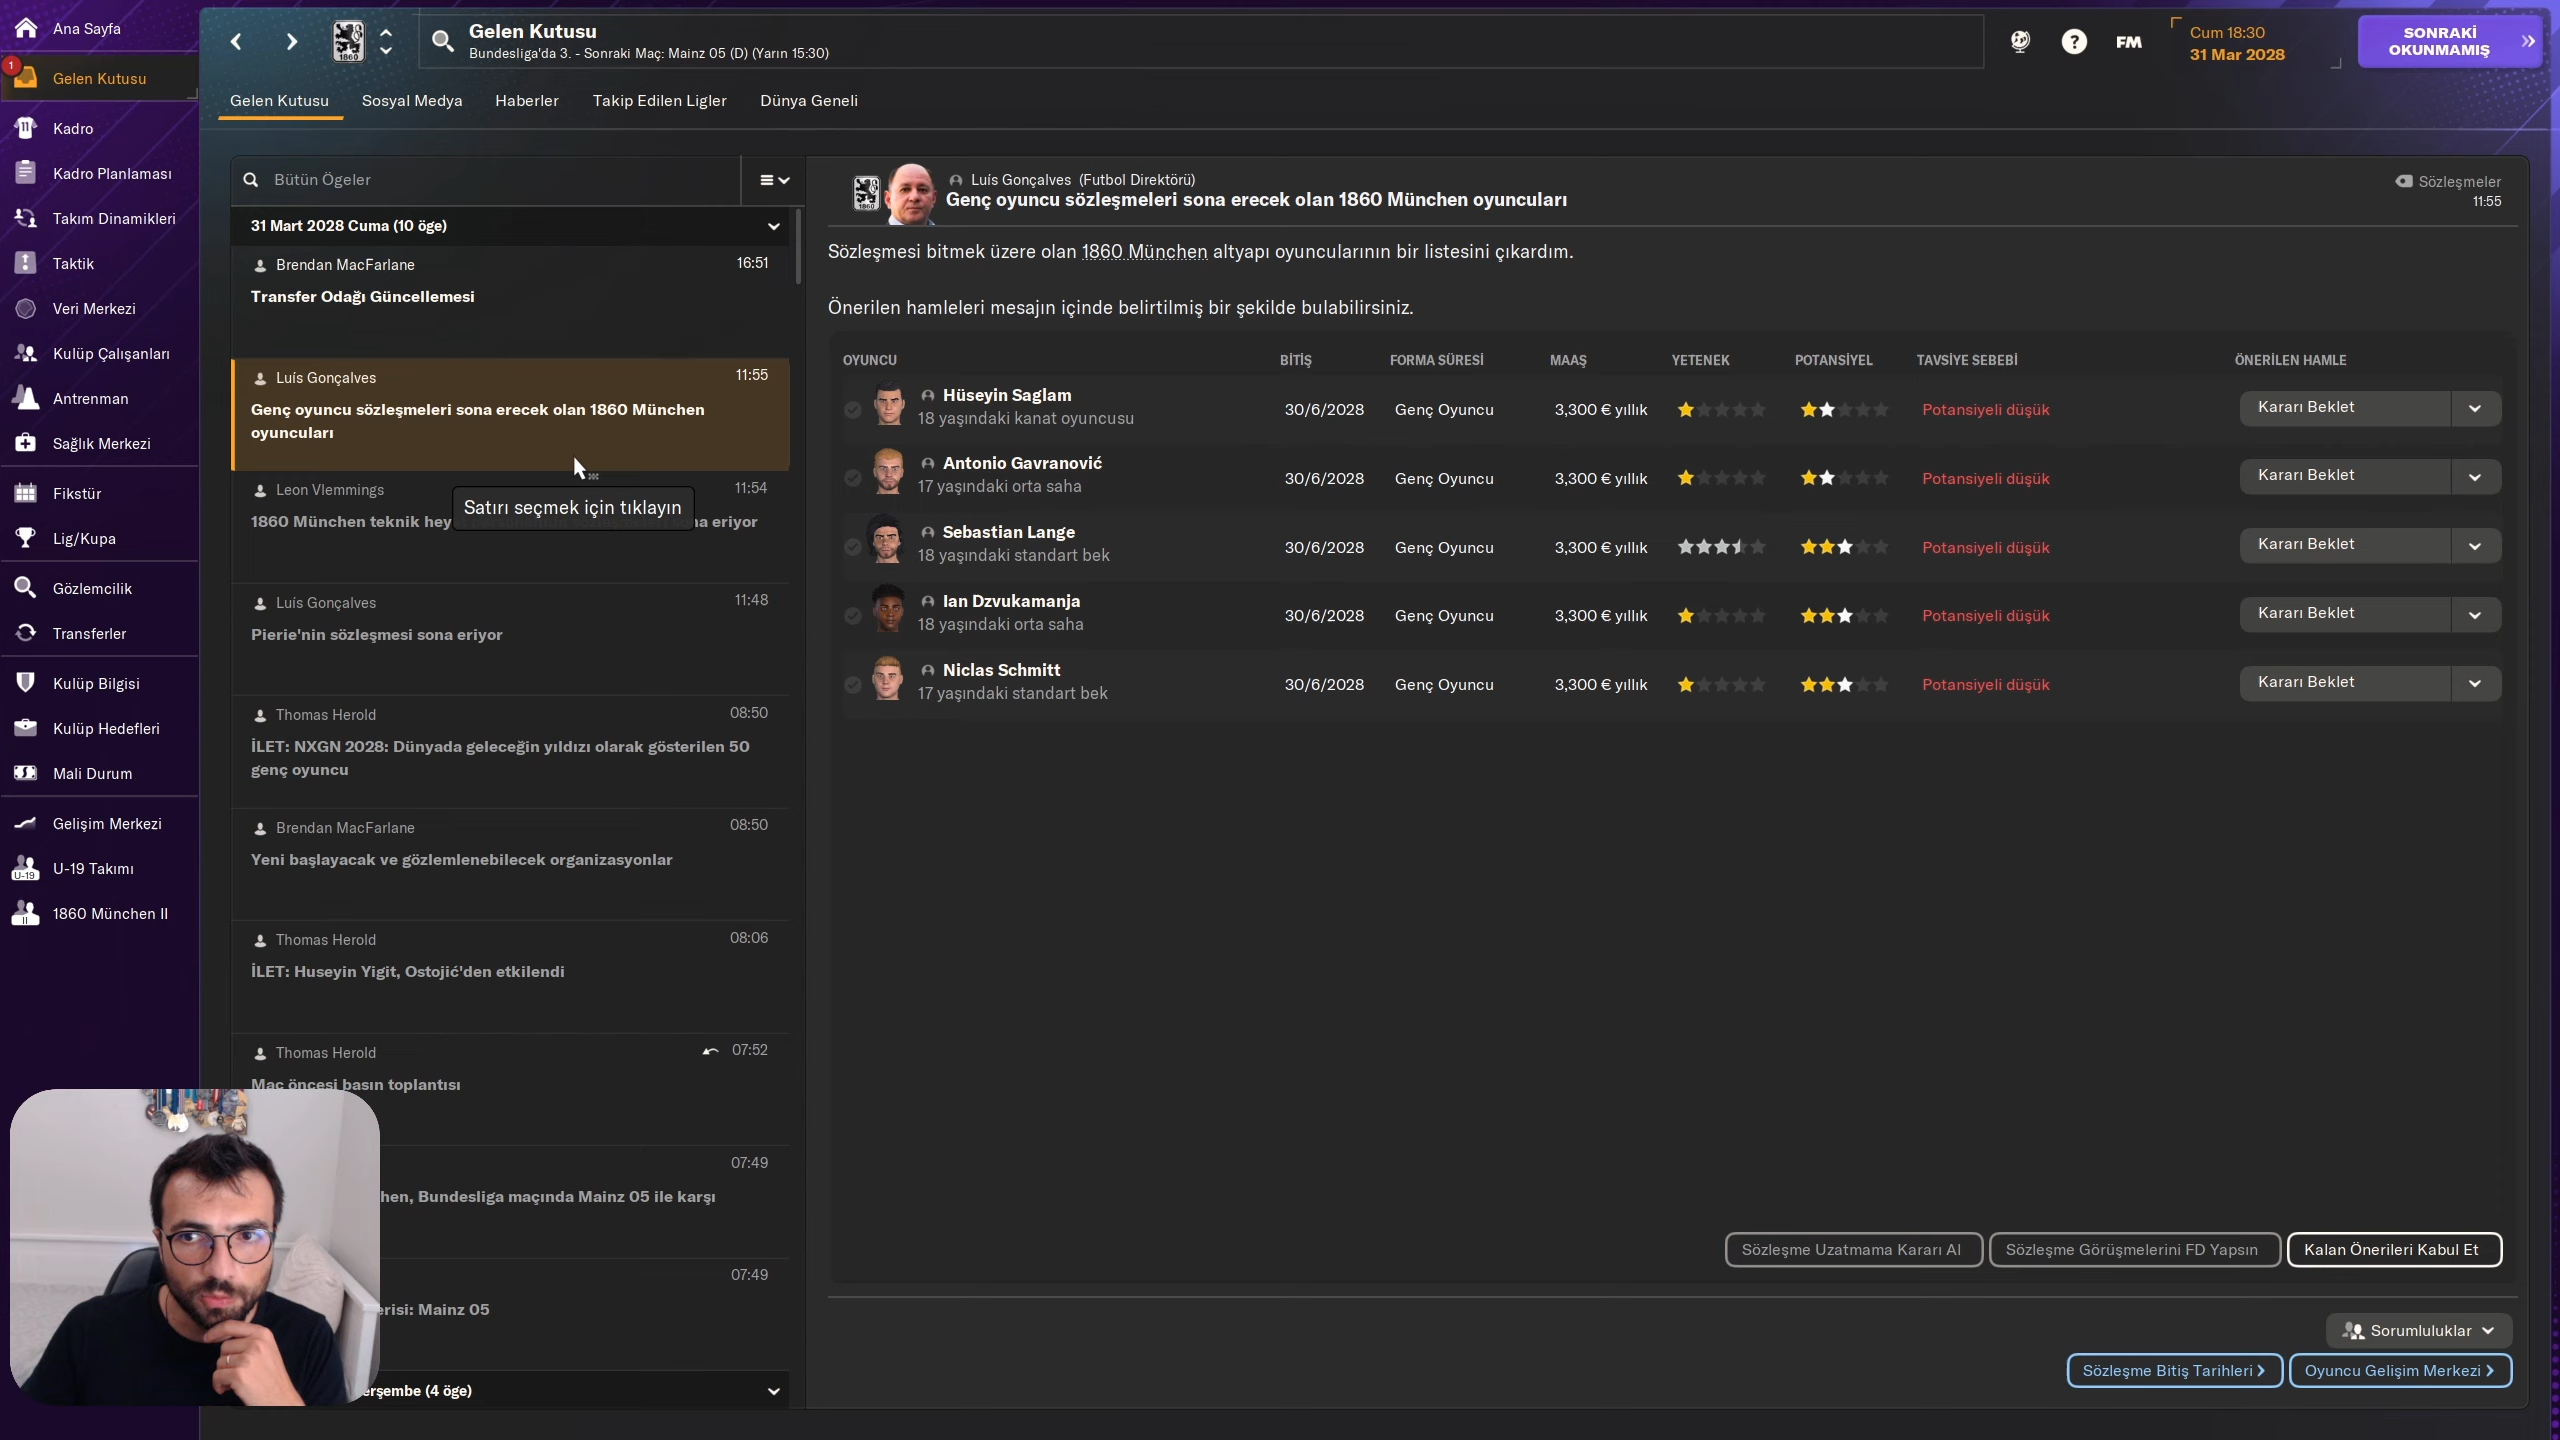 Ana Sayfa
1
Gelen Kutusu
Kadro
Kadro Planlaması
Takım Dinamikleri
Taktik
Veri Merkezi
Kulüp Çalışanları
Antrenman
Sağlık Merkezi
Fikstür
Lig/Kupa
Gözlemcilik
Transferler
Kulüp Bilgisi
Kulüp Hedefleri
Mali Durum
Gelişim Merkezi
U-19 Takımı
1860 München II
Gelen Kutusu
Bundesliga'da 3. - Sonraki Maç: Mainz 05 (D) (Yarın 15:30)
FM
Cum 18:30
31 Mar 2028
SONRAKİ
OKUNMAMIŞ
Gelen Kutusu Sosyal Medya Haberler Takip Edilen Ligler Dünya Geneli
Bütün Ögeler
31 Mart 2028 Cuma (10 öge)
Brendan MacFarlane 16:51
Transfer Odağı Güncellemesi
Luís Gonçalves 11:55
Genç oyuncu sözleşmeleri sona erecek olan 1860 München
oyuncuları
Leon Vlemmings 11:54
Satırı seçmek için tıklayın
1860 München teknik hey na eriyor
Luís Gonçalves 11:48
Pierie'nin sözleşmesi sona eriyor
Thomas Herold 08:50
İLET: NXGN 2028: Dünyada geleceğin yıldızı olarak gösterilen 50
genç oyuncu
Brendan MacFarlane 08:50
Yeni başlayacak ve gözlemlenebilecek organizasyonlar
Thomas Herold 08:06
İLET: Huseyin Yigit, Ostojić'den etkilendi
Thomas Herold 07:52
Maç öncesi basın toplantısı
07:49
hen, Bundesliga maçında Mainz 05 ile karşı
07:49
erisi: Mainz 05
erşembe (4 öge)
Luís Gonçalves (Futbol Direktörü)
Genç oyuncu sözleşmeleri sona erecek olan 1860 München oyuncuları
Sözleşmeler
11:55
Sözleşmesi bitmek üzere olan 1860 München altyapı oyuncularının bir listesini çıkardım.
Önerilen hamleleri mesajın içinde belirtilmiş bir şekilde bulabilirsiniz.
OYUNCU BİTİŞ FORMA SÜRESİ MAAŞ YETENEK POTANSİYEL TAVSİYE SEBEBİ ÖNERİLEN HAMLE
Hüseyin Saglam
18 yaşındaki kanat oyuncusu
30/6/2028 Genç Oyuncu 3,300 € yıllık Potansiyeli düşük Kararı Beklet
Antonio Gavranović
17 yaşındaki orta saha
30/6/2028 Genç Oyuncu 3,300 € yıllık Potansiyeli düşük Kararı Beklet
Sebastian Lange
18 yaşındaki standart bek
30/6/2028 Genç Oyuncu 3,300 € yıllık Potansiyeli düşük Kararı Beklet
Ian Dzvukamanja
18 yaşındaki orta saha
30/6/2028 Genç Oyuncu 3,300 € yıllık Potansiyeli düşük Kararı Beklet
Niclas Schmitt
17 yaşındaki standart bek
30/6/2028 Genç Oyuncu 3,300 € yıllık Potansiyeli düşük Kararı Beklet
Sözleşme Uzatmama Kararı Al Sözleşme Görüşmelerini FD Yapsın Kalan Önerileri Kabul Et
Sorumluluklar
Sözleşme Bitiş Tarihleri Oyuncu Gelişim Merkezi